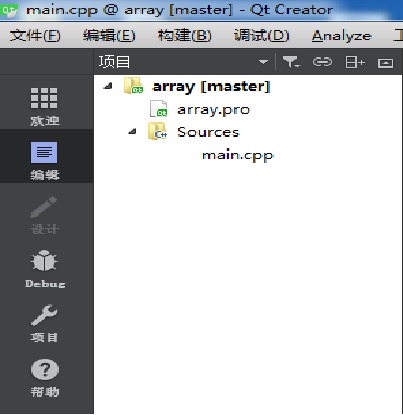 main.cpp @ array [master] - Qt Creator
文件(F) 编辑(E) 构建(B) 调试(D) Analyze
项目
array [master]
array.pro
Sources
main.cpp
欢迎
编辑
设计
Debug
项目
帮助